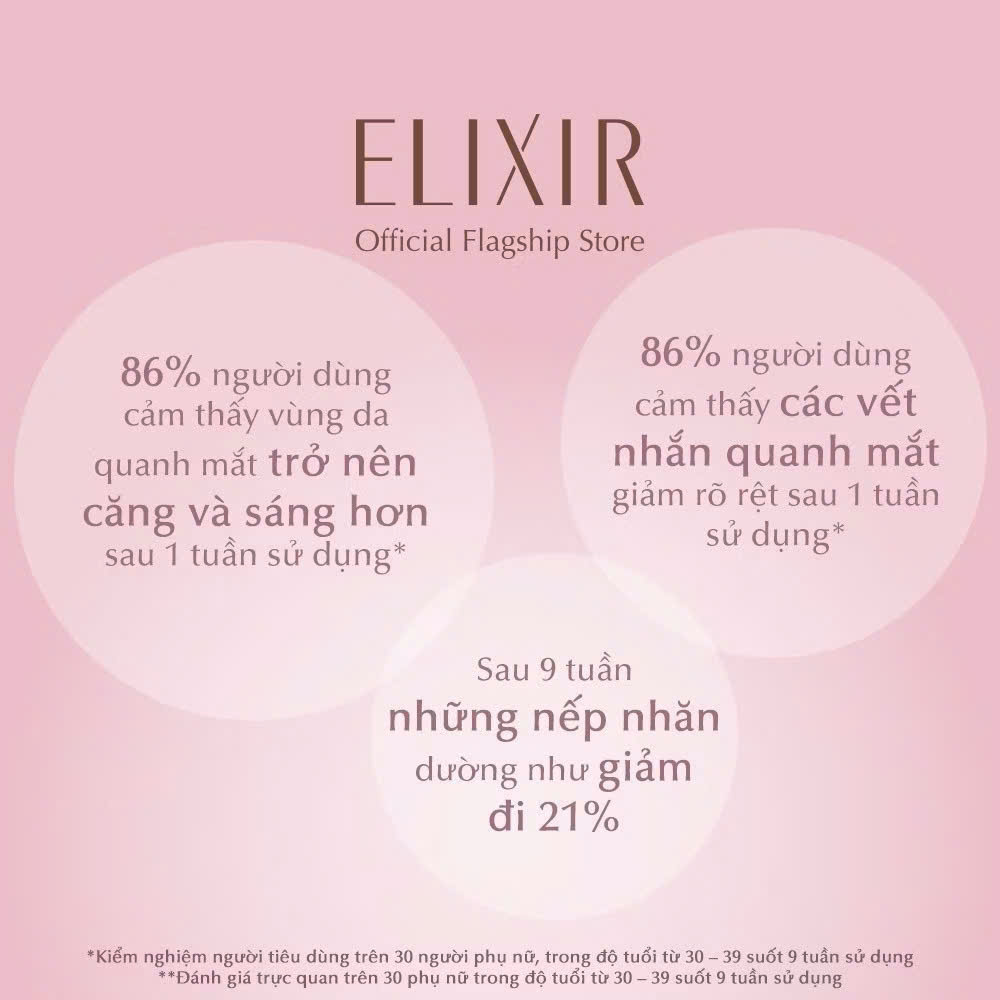 ELIXIR
Official Flagship Store
86% người dùng
cảm thấy vùng da
quanh mắt trở nên
căng và sáng hơn
sau 1 tuần sử dụng*
86% người dùng
cảm thấy các vết
nhắn quanh mắt
giảm rõ rệt sau 1 tuần
sử dụng*
Sau 9 tuần
những nếp nhăn
dường như giảm
đi 21%
*Kiểm nghiệm người tiêu dùng trên 30 người phụ nữ, trong độ tuổi từ 30 – 39 suốt 9 tuần sử dụng
**Đánh giá trực quan trên 30 phụ nữ trong độ tuổi từ 30 – 39 suốt 9 tuần sử dụng